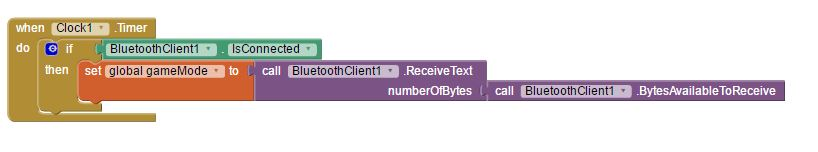 when Clock1 .Timer
do if BluetoothClient1 . IsConnected
then set global gameMode to call BluetoothClient1 .ReceiveText
numberOfBytes call BluetoothClient1 .BytesAvailableToReceive